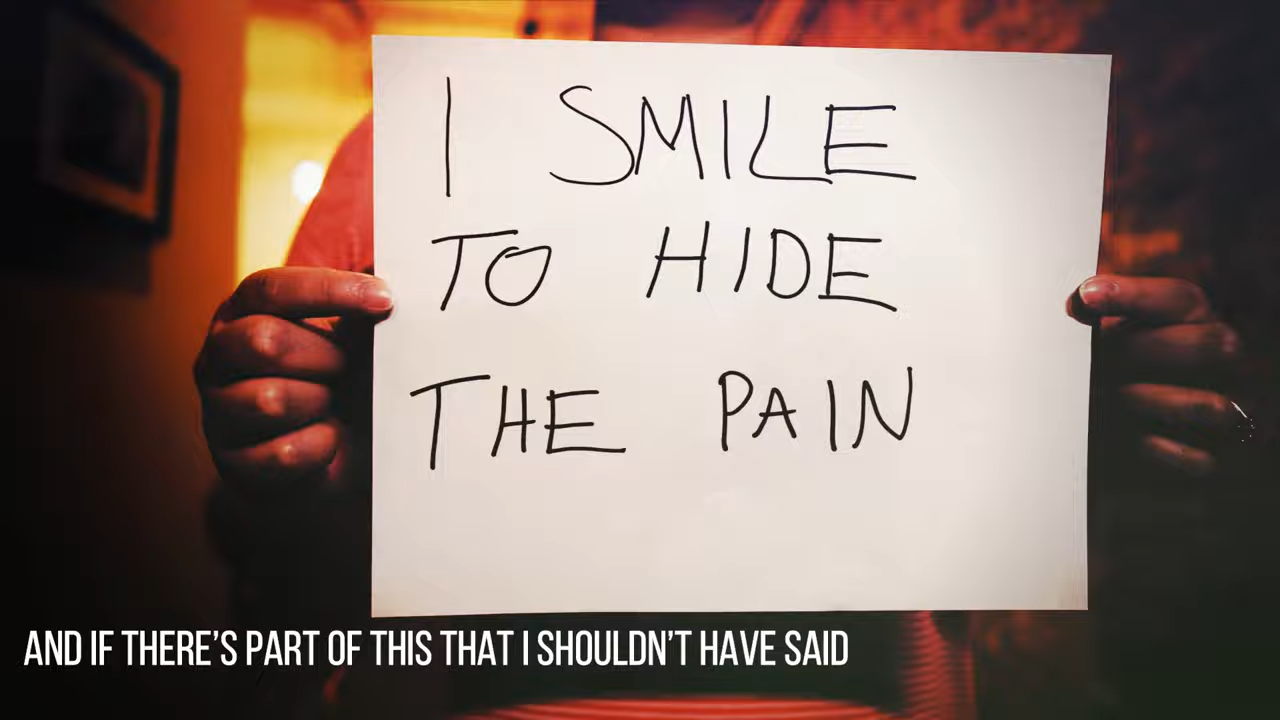 I SMILE
TO HIDE
THE PAIN
AND IF THERE'S PART OF THIS THAT I SHOULDN'T HAVE SAID